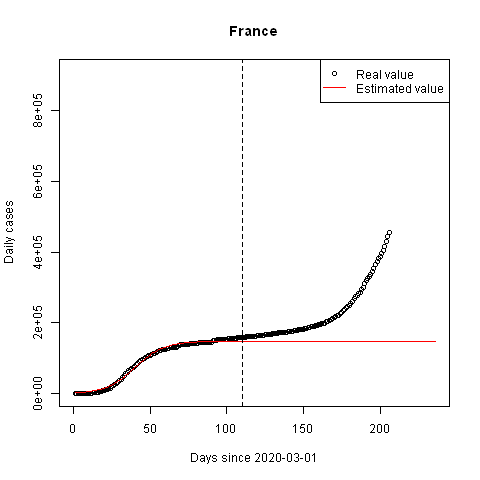 France
Real value
Estimated value
Daily cases
8e+05
6e+05
4e+05
2e+05
0e+00
0 50 100 150 200
Days since 2020-03-01